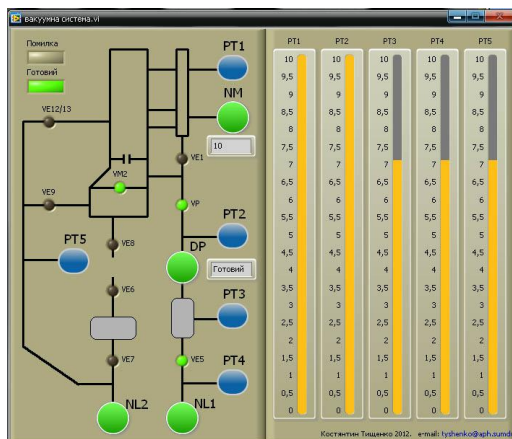 вакуумна система.vi
Помилка
Готовий
VE12/13
PT1
NM
10
VE1
VM2
VE9
VP
PT2
PT5
VE8
DP
Готовий
VE6
PT3
VE7
VE5
PT4
NL2
NL1
PT1 PT2 PT3 PT4 PT5
10 10 10 10 10
9,5 9,5 9,5 9,5 9,5
9 9 9 9 9
8,5 8,5 8,5 8,5 8,5
8 8 8 8 8
7,5 7,5 7,5 7,5 7,5
7 7 7 7 7
6,5 6,5 6,5 6,5 6,5
6 6 6 6 6
5,5 5,5 5,5 5,5 5,5
5 5 5 5 5
4,5 4,5 4,5 4,5 4,5
4 4 4 4 4
3,5 3,5 3,5 3,5 3,5
3 3 3 3 3
2,5 2,5 2,5 2,5 2,5
2 2 2 2 2
1,5 1,5 1,5 1,5 1,5
1 1 1 1 1
0,5 0,5 0,5 0,5 0,5
0 0 0 0 0
Костянтин Тищенко 2012. e-mail: tyshenko@aph.sumd